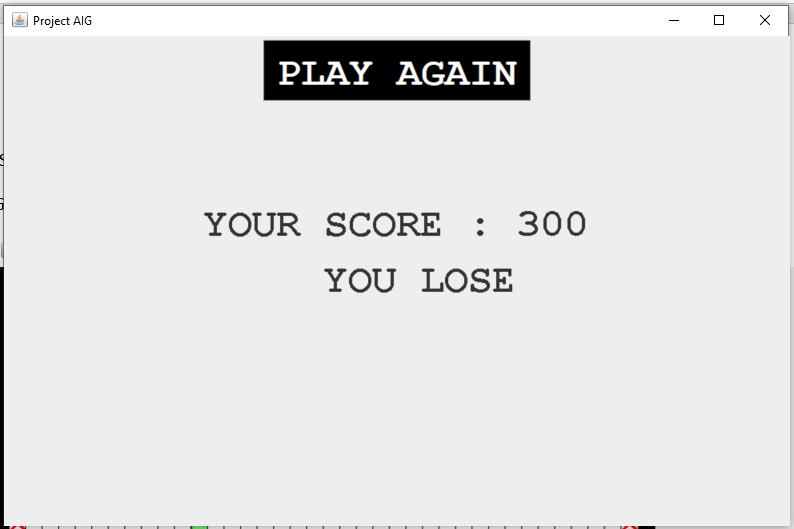 Project AIG
PLAY AGAIN
YOUR SCORE : 300
YOU LOSE